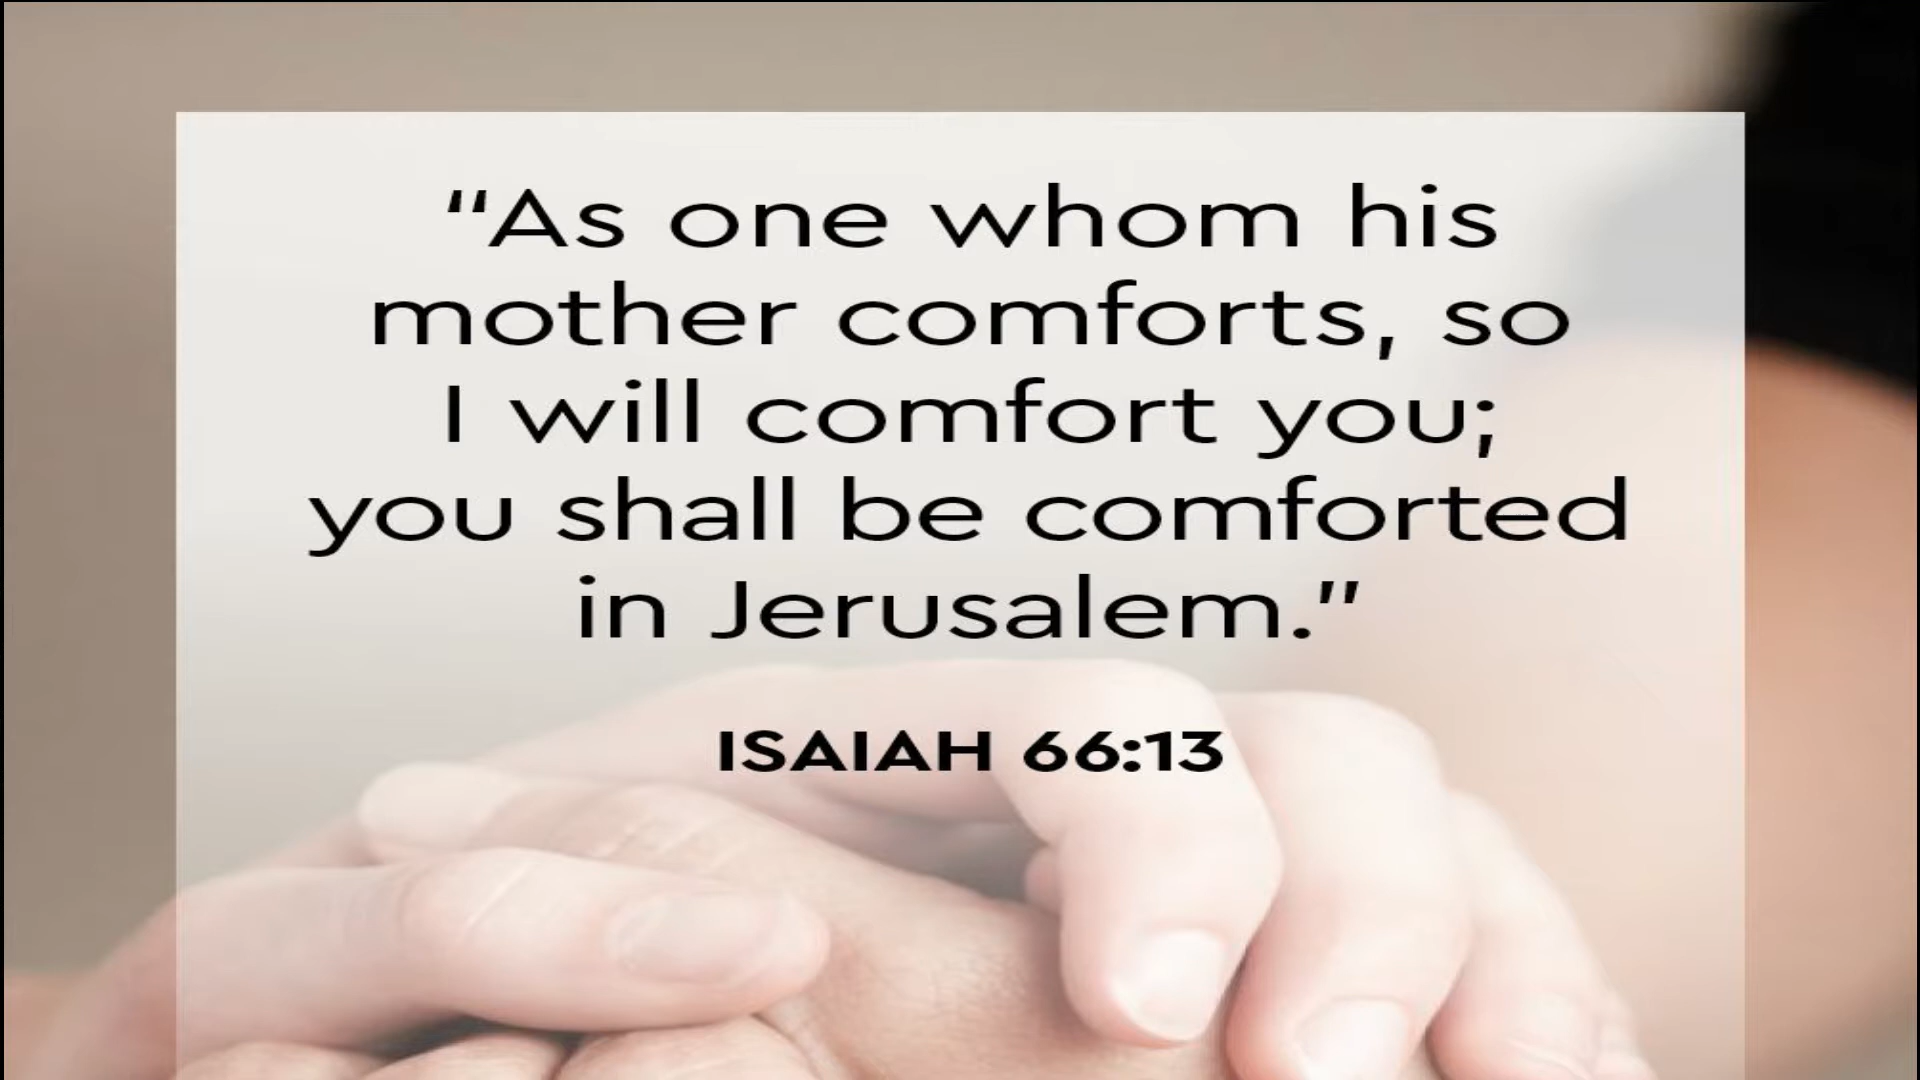 “As one whom his
mother comforts, so
I will comfort you;
you shall be comforted
in Jerusalem.”
ISAIAH 66:13